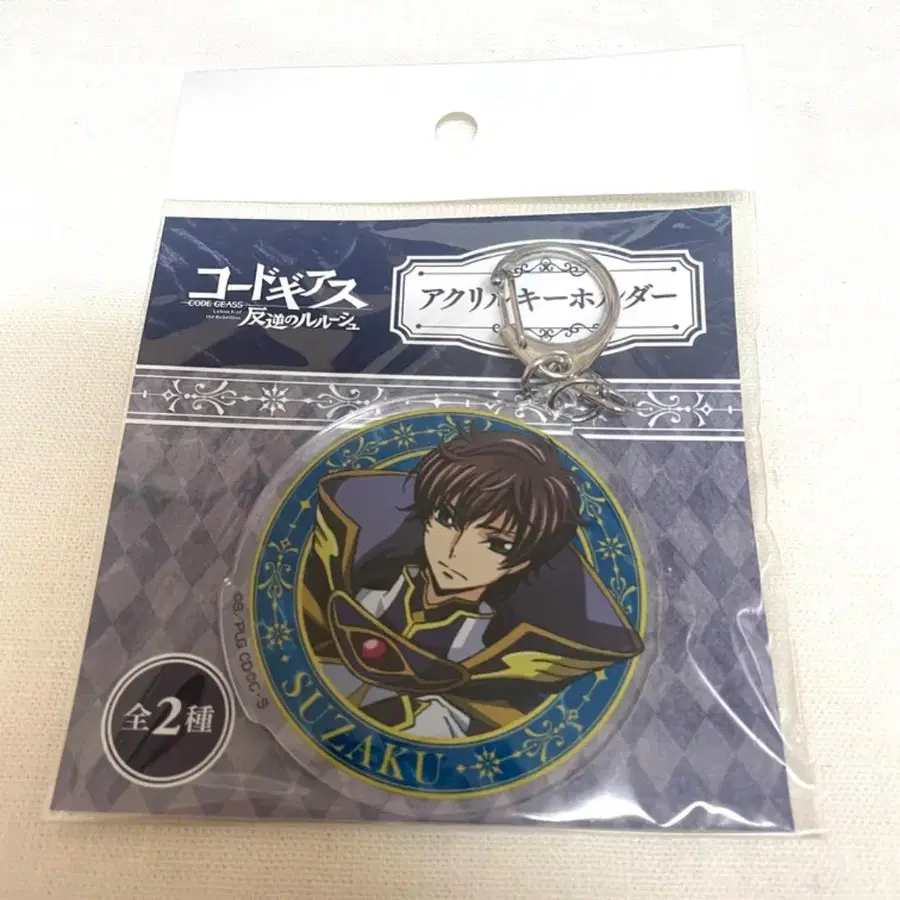 コードギアス
CODE GEASS
Lelouch of
the Rebellion
反逆のルルーシュ
アクリルキーホルダー
SUZAKU
全2種